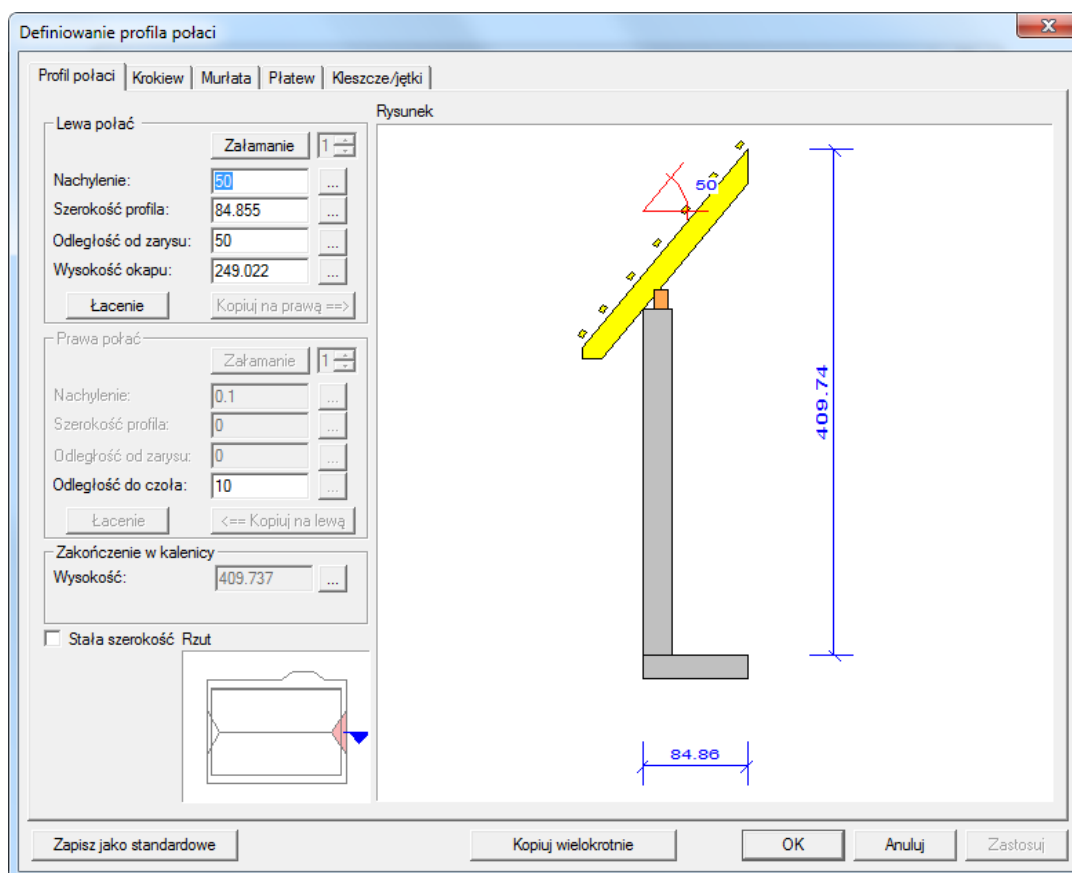 Definiowanie profila połaci
Profil połaci Krokiew Murłata Płatew Kleszcze/jętki
Lewa połać
Załamanie 1
Nachylenie: 50 ...
Szerokość profila: 84.855 ...
Odległość od zarysu: 50 ...
Wysokość okapu: 249.022 ...
Łacenie Kopiuj na prawą ==>
Prawa połać
Załamanie 1
Nachylenie: 0.1 ...
Szerokość profila: 0 ...
Odległość od zarysu: 0 ...
Odległość do czoła: 10 ...
Łacenie <== Kopiuj na lewą
Zakończenie w kalenicy
Wysokość: 409.737 ...
Stała szerokość Rzut
Rysunek
50
409.74
84.86
Zapisz jako standardowe Kopiuj wielokrotnie OK Anuluj Zastosuj